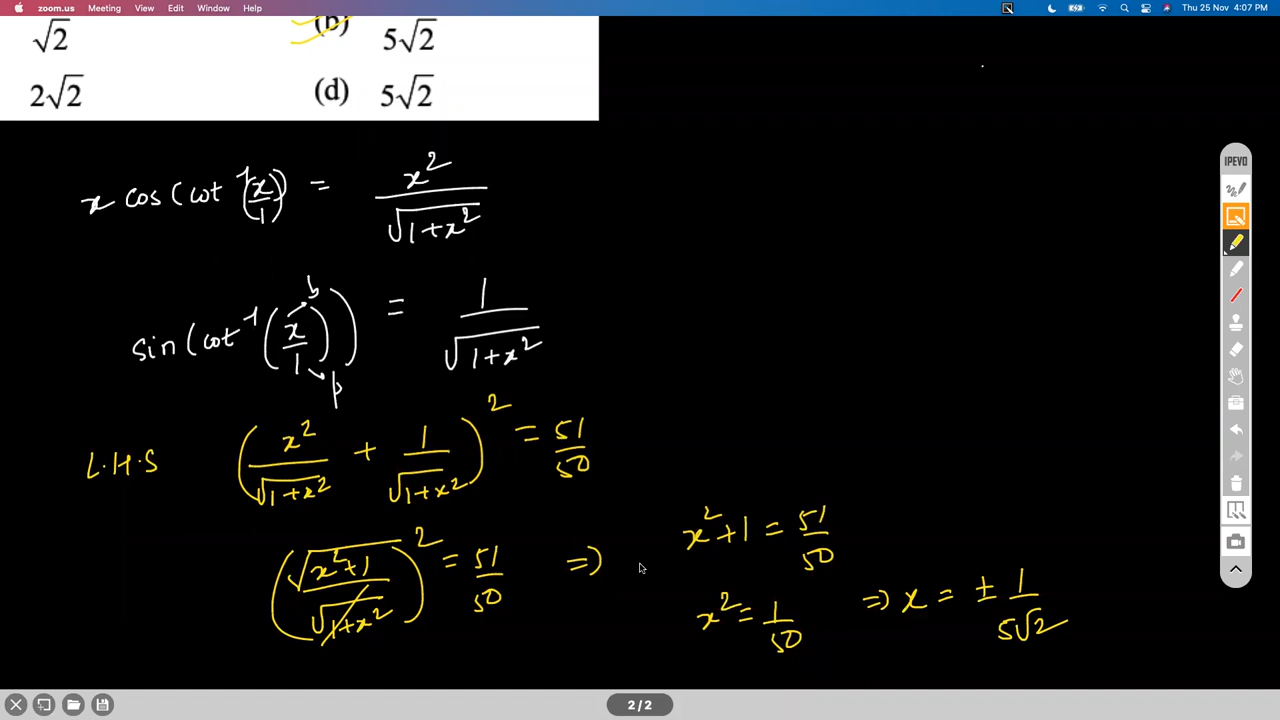 zoom.us Meeting View Edit Window Help Thu 25 Nov 4:07 PM
√2 (b) 5√2
2√2 (d) 5√2
IPEVO
x cos(cot⁻¹(x/1)) = x²/√(1+x²)
b
sin(cot⁻¹(x/1)) = 1/√(1+x²)
p
L.H.S (x²/√(1+x²) + 1/√(1+x²))² = 51/50
x²+1 = 51/50
(√(x²+1)/√(1+x²))² = 51/50 ⇒
x² = 1/50 ⇒ x = ± 1/5√2
2/2